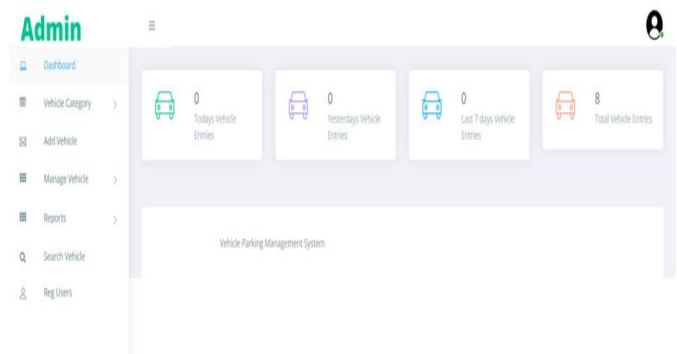 Admin
Dashboard
Vehicle Category
Add Vehicle
Manage Vehicle
Reports
Search Vehicle
Reg Users
0
Todays Vehicle
Entries
0
Yesterdays Vehicle
Entries
0
Last 7 days Vehicle
Entries
8
Total Vehicle Entries
Vehicle Parking Management System